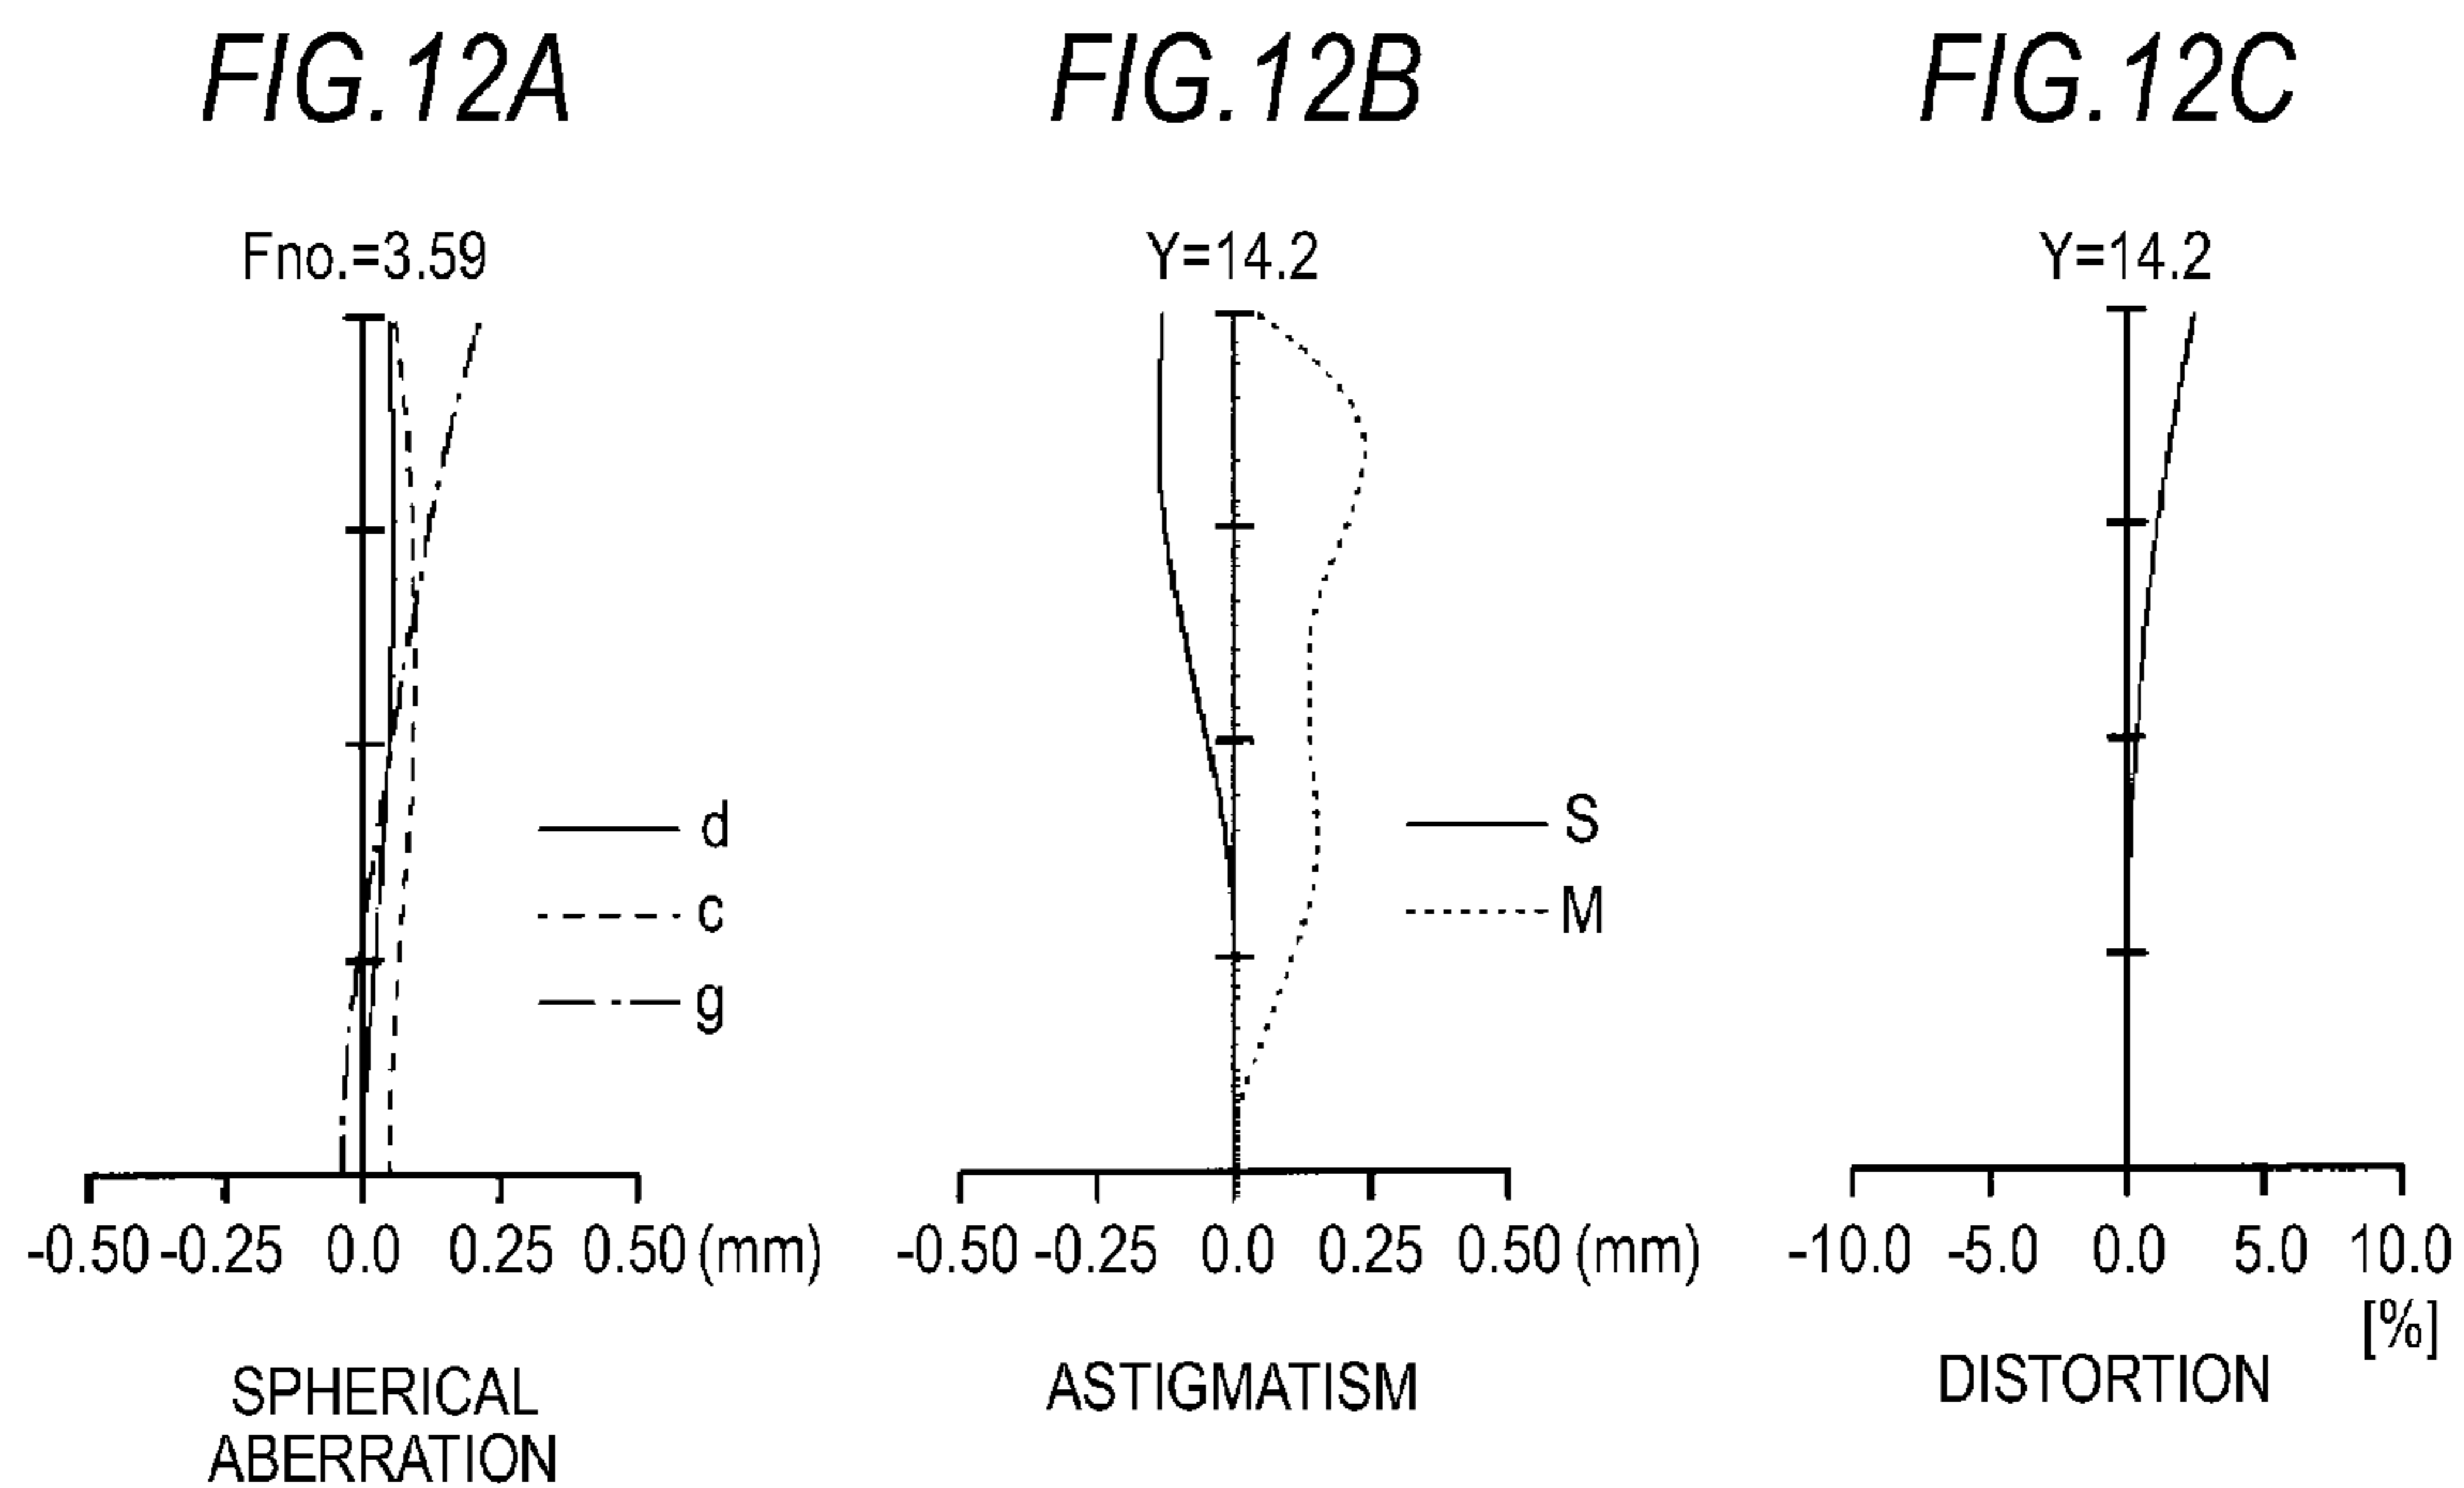 FIG.12A
Fno.=3.59
d
c
g
-0.50 -0.25 0.0 0.25 0.50 (mm)
SPHERICAL
ABERRATION
FIG.12B
Y=14.2
S
M
-0.50 -0.25 0.0 0.25 0.50 (mm)
ASTIGMATISM
FIG.12C
Y=14.2
-10.0 -5.0 0.0 5.0 10.0
[%]
DISTORTION